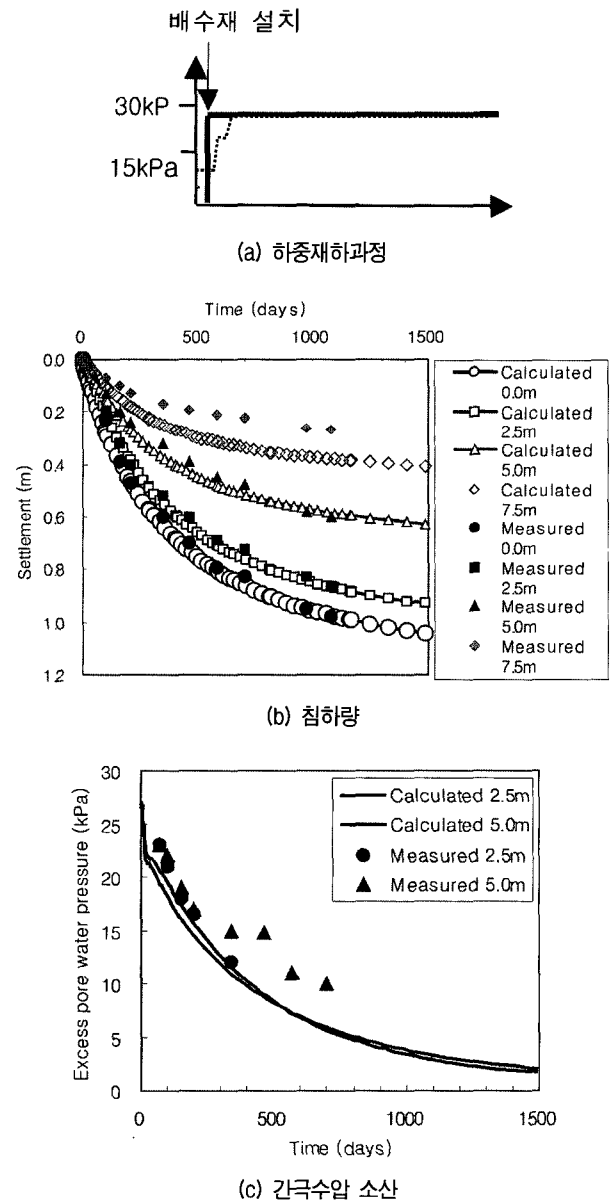 배수재 설치
30kP
15kPa
(a) 하중재하과정
Time (days)
0 500 1000 1500
0.0
0.2
0.4
0.6
0.8
1.0
1.2
Settlement (m)
Calculated
0.0m
Calculated
2.5m
Calculated
5.0m
Calculated
7.5m
Measured
0.0m
Measured
2.5m
Measured
5.0m
Measured
7.5m
(b) 침하량
30
25
20
15
10
5
0
Excess pore water pressure (kPa)
Calculated 2.5m
Calculated 5.0m
Measured 2.5m
Measured 5.0m
0 500 1000 1500
Time (days)
(c) 간극수압 소산